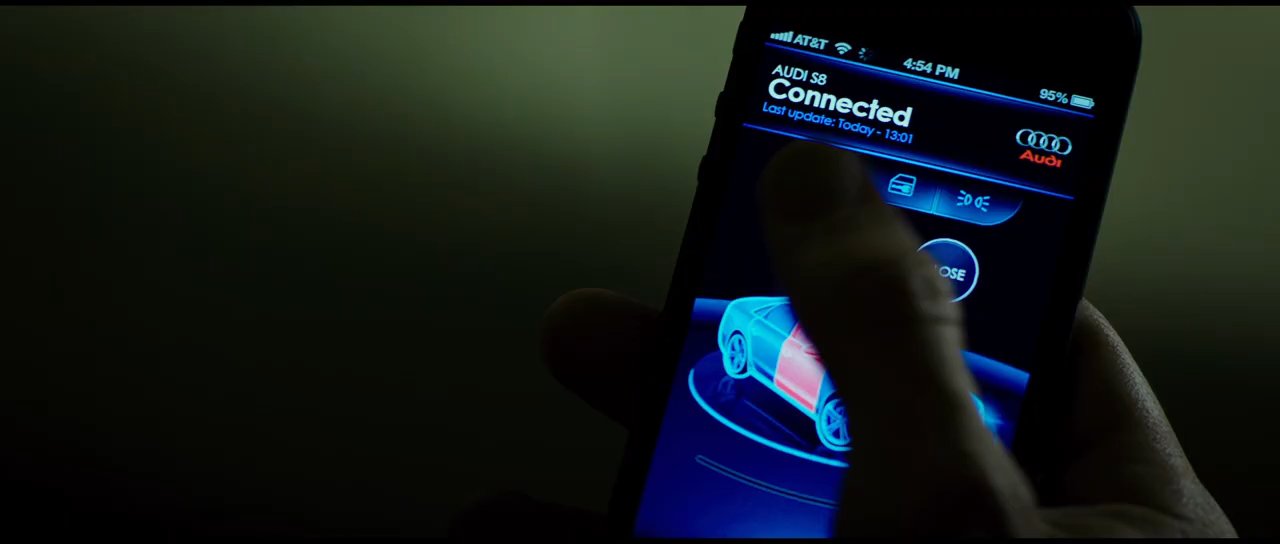 AT&T 4:54 PM 95%
AUDI S8
Connected
Last update: Today - 13:01
Audi